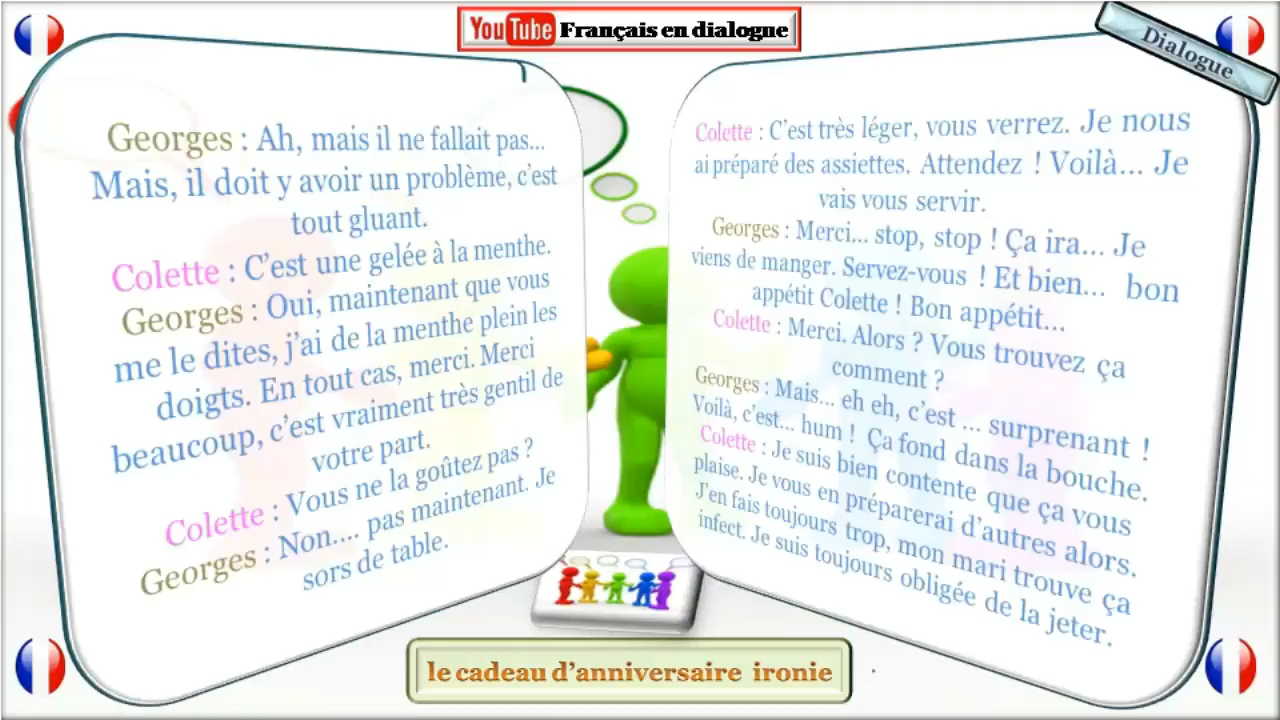 YouTube Français en dialogue
Dialogue
Georges : Ah, mais il ne fallait pas...
Mais, il doit y avoir un problème, c’est
tout gluant.
Colette : C’est une gelée à la menthe.
Georges : Oui, maintenant que vous
me le dites, j’ai de la menthe plein les
doigts. En tout cas, merci. Merci
beaucoup, c’est vraiment très gentil de
votre part.
Colette : Vous ne la goûtez pas ?
Georges : Non.... pas maintenant. Je
sors de table.
Colette : C’est très léger, vous verrez. Je nous
ai préparé des assiettes. Attendez ! Voilà... Je
vais vous servir.
Georges : Merci... stop, stop ! Ça ira... Je
viens de manger. Servez-vous ! Et bien... bon
appétit Colette ! Bon appétit...
Colette : Merci. Alors ? Vous trouvez ça
comment ?
Georges : Mais... eh eh, c’est ... surprenant !
Voilà, c’est... hum ! Ça fond dans la bouche.
Colette : Je suis bien contente que ça vous
plaise. Je vous en préparerai d’autres alors.
J’en fais toujours trop, mon mari trouve ça
infect. Je suis toujours obligée de la jeter.
le cadeau d’anniversaire ironie